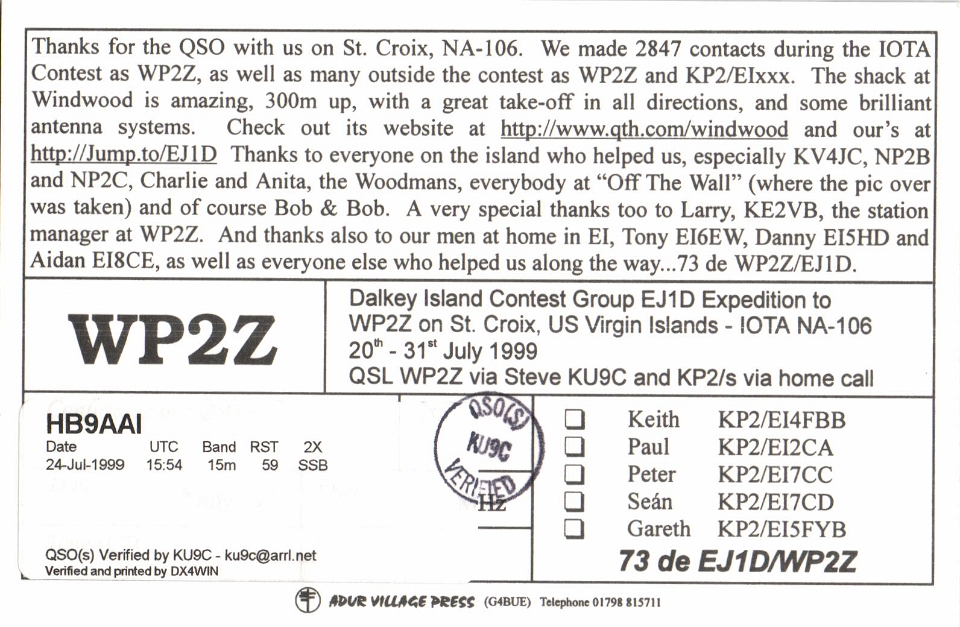 Thanks for the QSO with us on St. Croix, NA-106. We made 2847 contacts during the IOTA
Contest as WP2Z, as well as many outside the contest as WP2Z and KP2/EIxxx. The shack at
Windwood is amazing, 300m up, with a great take-off in all directions, and some brilliant
antenna systems. Check out its website at http://www.qth.com/windwood and our's at
http://Jump.to/EJ1D Thanks to everyone on the island who helped us, especially KV4JC, NP2B
and NP2C, Charlie and Anita, the Woodmans, everybody at “Off The Wall” (where the pic over
was taken) and of course Bob & Bob. A very special thanks too to Larry, KE2VB, the station
manager at WP2Z. And thanks also to our men at home in EI, Tony EI6EW, Danny EI5HD and
Aidan EI8CE, as well as everyone else who helped us along the way...73 de WP2Z/EJ1D.
WP2Z
Dalkey Island Contest Group EJ1D Expedition to
WP2Z on St. Croix, US Virgin Islands - IOTA NA-106
20th - 31st July 1999
QSL WP2Z via Steve KU9C and KP2/s via home call
HB9AAI
Date UTC Band RST 2X
24-Jul-1999 15:54 15m 59 SSB
QSO(s) Verified by KU9C - ku9c@arrl.net
Verified and printed by DX4WIN
QSO(S)
KU9C
VERIFIED
Hz
Keith KP2/EI4FBB
Paul KP2/EI2CA
Peter KP2/EI7CC
Seán KP2/EI7CD
Gareth KP2/EI5FYB
73 de EJ1D/WP2Z
ADUR VILLAGE PRESS (G4BUE) Telephone 01798 815711